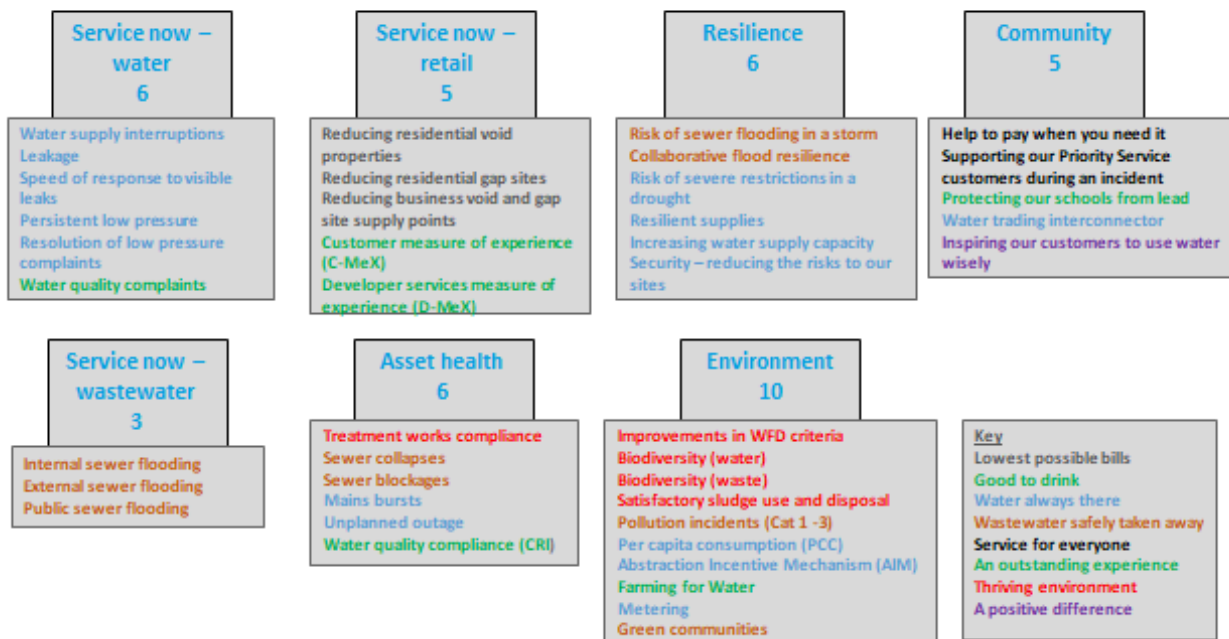 Service now –
water
6
Water supply interruptions
Leakage
Speed of response to visible
leaks
Persistent low pressure
Resolution of low pressure
complaints
Water quality complaints
Service now –
retail
5
Reducing residential void
properties
Reducing residential gap sites
Reducing business void and gap
site supply points
Customer measure of experience
(C-MeX)
Developer services measure of
experience (D-MeX)
Resilience
6
Risk of sewer flooding in a storm
Collaborative flood resilience
Risk of severe restrictions in a
drought
Resilient supplies
Increasing water supply capacity
Security – reducing the risks to our
sites
Community
5
Help to pay when you need it
Supporting our Priority Service
customers during an incident
Protecting our schools from lead
Water trading interconnector
Inspiring our customers to use water
wisely
Service now –
wastewater
3
Internal sewer flooding
External sewer flooding
Public sewer flooding
Asset health
6
Treatment works compliance
Sewer collapses
Sewer blockages
Mains bursts
Unplanned outage
Water quality compliance (CRI)
Environment
10
Improvements in WFD criteria
Biodiversity (water)
Biodiversity (waste)
Satisfactory sludge use and disposal
Pollution incidents (Cat 1 -3)
Per capita consumption (PCC)
Abstraction Incentive Mechanism (AIM)
Farming for Water
Metering
Green communities
Key
Lowest possible bills
Good to drink
Water always there
Wastewater safely taken away
Service for everyone
An outstanding experience
Thriving environment
A positive difference